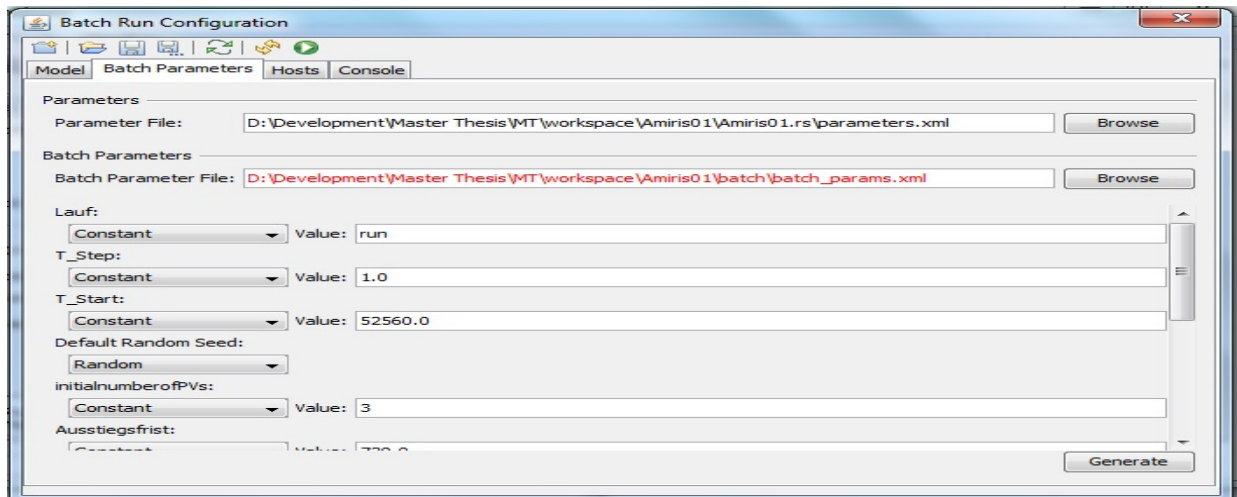 Batch Run Configuration
Model Batch Parameters Hosts Console
Parameters
Parameter File: D:\Development\Master Thesis\MT\workspace\Amiris01\Amiris01.rs\parameters.xml Browse
Batch Parameters
Batch Parameter File: D:\Development\Master Thesis\MT\workspace\Amiris01\batch\batch_params.xml Browse
Lauf:
Constant Value: run
T_Step:
Constant Value: 1.0
T_Start:
Constant Value: 52560.0
Default Random Seed:
Random
initialnumberofPVs:
Constant Value: 3
Ausstiegsfrist:
Constant Value:
Generate